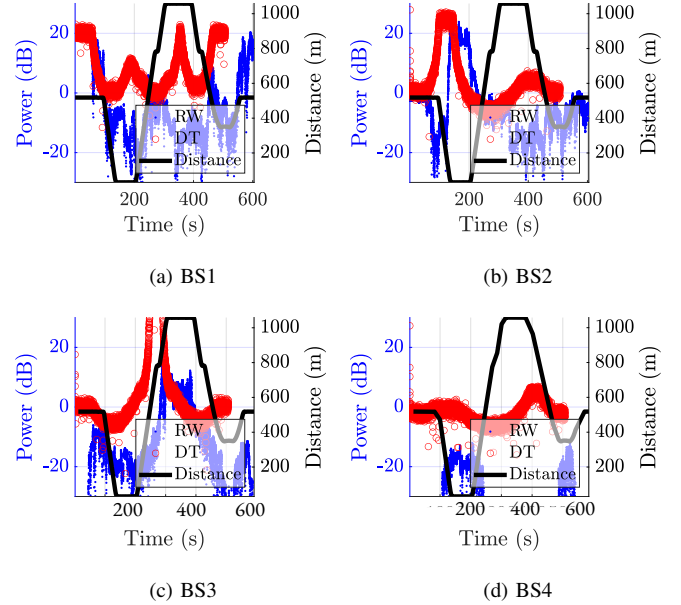 20
0
-20
Power (dB)
1000
800
600
400
200
Distance (m)
RW
DT
Distance
200
400
600
Time (s)
(a) BS1
20
0
-20
Power (dB)
1000
800
600
400
200
Distance (m)
RW
DT
Distance
200
400
600
Time (s)
(b) BS2
20
0
-20
Power (dB)
1000
800
600
400
200
Distance (m)
RW
DT
Distance
200
400
600
Time (s)
(c) BS3
20
0
-20
Power (dB)
1000
800
600
400
200
Distance (m)
RW
DT
Distance
200
400
600
Time (s)
(d) BS4